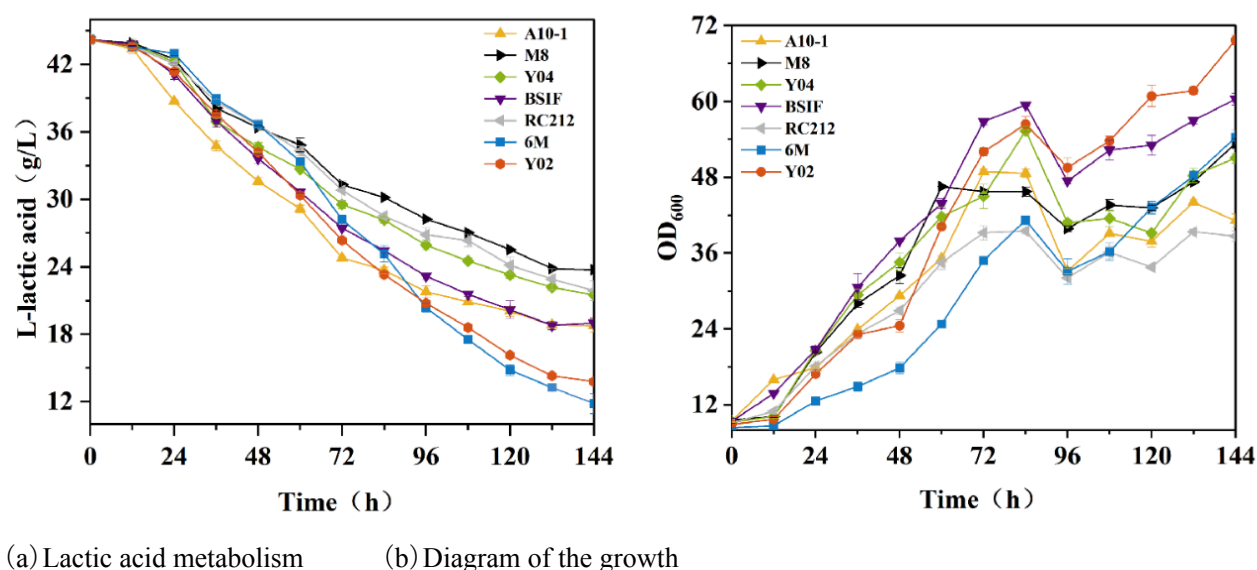 L-lactic acid（g/L）
42
36
30
24
18
12
0 24 48 72 96 120 144
Time（h）
A10-1
M8
Y04
BSIF
RC212
6M
Y02
OD600
72
60
48
36
24
12
0 24 48 72 96 120 144
Time（h）
A10-1
M8
Y04
BSIF
RC212
6M
Y02
(a) Lactic acid metabolism (b) Diagram of the growth